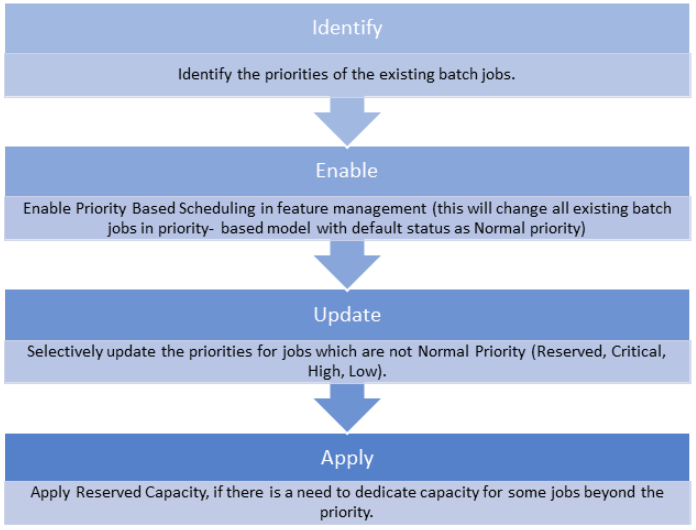 Identify
Identify the priorities of the existing batch jobs.
Enable
Enable Priority Based Scheduling in feature management (this will change all existing batch
jobs in priority- based model with default status as Normal priority)
Update
Selectively update the priorities for jobs which are not Normal Priority (Reserved, Critical,
High, Low).
Apply
Apply Reserved Capacity, if there is a need to dedicate capacity for some jobs beyond the
priority.